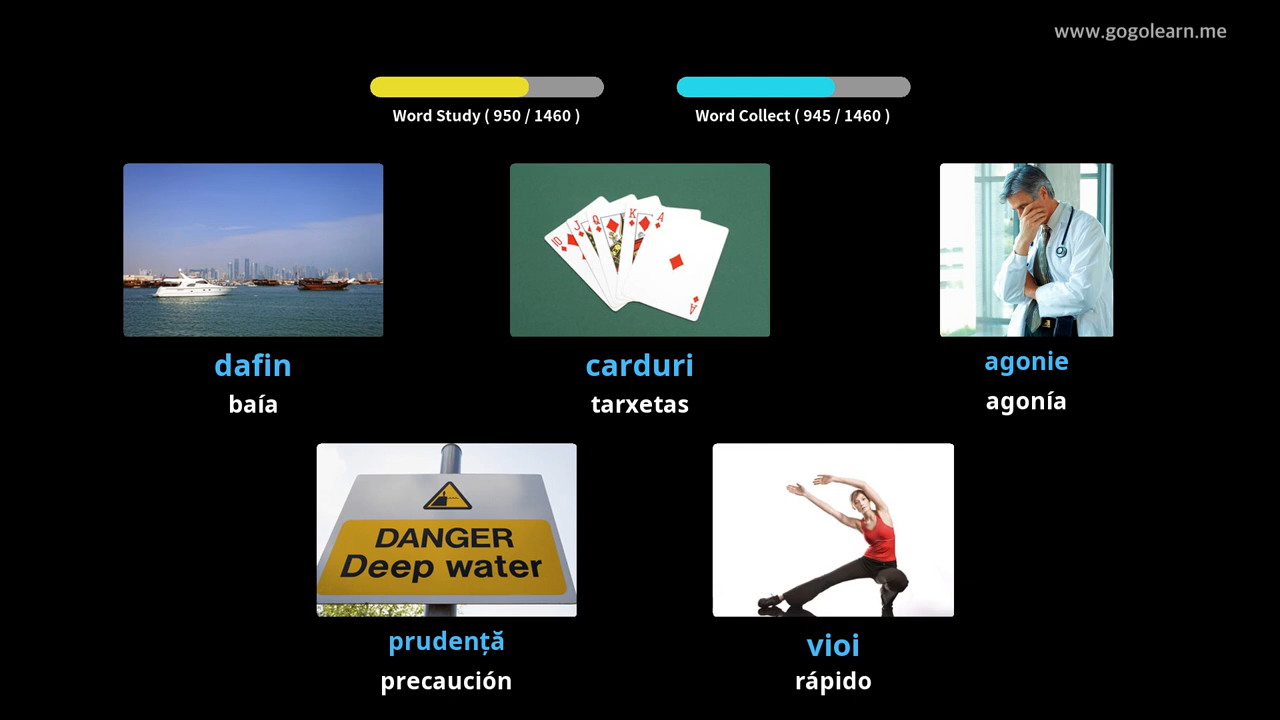 www.gogolearn.me
Word Study ( 950 / 1460 )
Word Collect ( 945 / 1460 )
10 J Q K A
A
dafin
baía
carduri
tarxetas
agonie
agonía
DANGER
Deep water
prudență
precaución
vioi
rápido